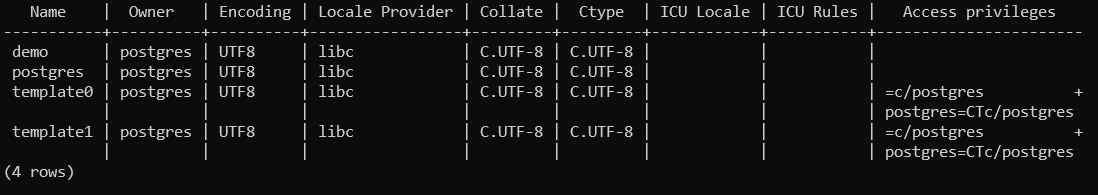 Name    |  Owner   | Encoding | Locale Provider | Collate |  Ctype  | ICU Locale | ICU Rules |   Access privileges
-----------+----------+----------+-----------------+---------+---------+------------+-----------+-----------------------
 demo      | postgres | UTF8     | libc            | C.UTF-8 | C.UTF-8 |            |           |
 postgres  | postgres | UTF8     | libc            | C.UTF-8 | C.UTF-8 |            |           |
 template0 | postgres | UTF8     | libc            | C.UTF-8 | C.UTF-8 |            |           | =c/postgres          +
           |          |          |                 |         |         |            |           | postgres=CTc/postgres
 template1 | postgres | UTF8     | libc            | C.UTF-8 | C.UTF-8 |            |           | =c/postgres          +
           |          |          |                 |         |         |            |           | postgres=CTc/postgres
(4 rows)